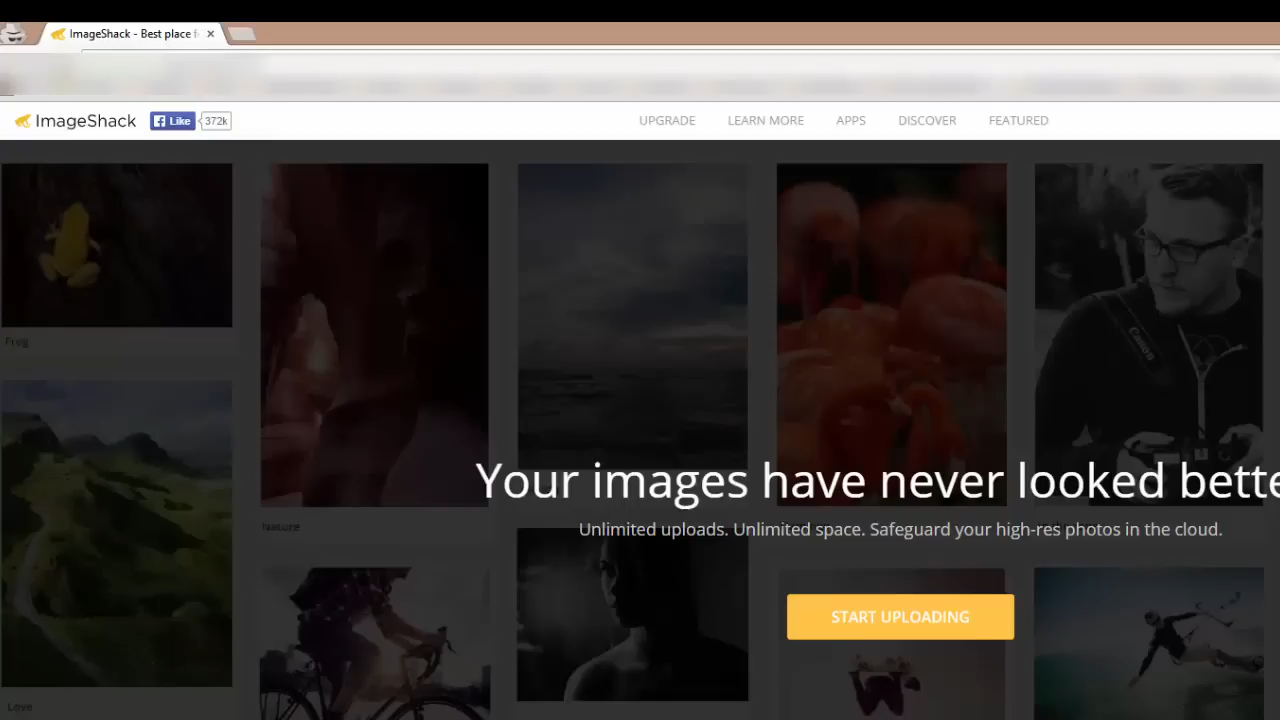 ImageShack - Best place f
ImageShack
Like
372k
UPGRADE
LEARN MORE
APPS
DISCOVER
FEATURED
Frog
Canon
Your images have never looked bette
Nature
Unlimited uploads. Unlimited space. Safeguard your high-res photos in the cloud.
START UPLOADING
Love